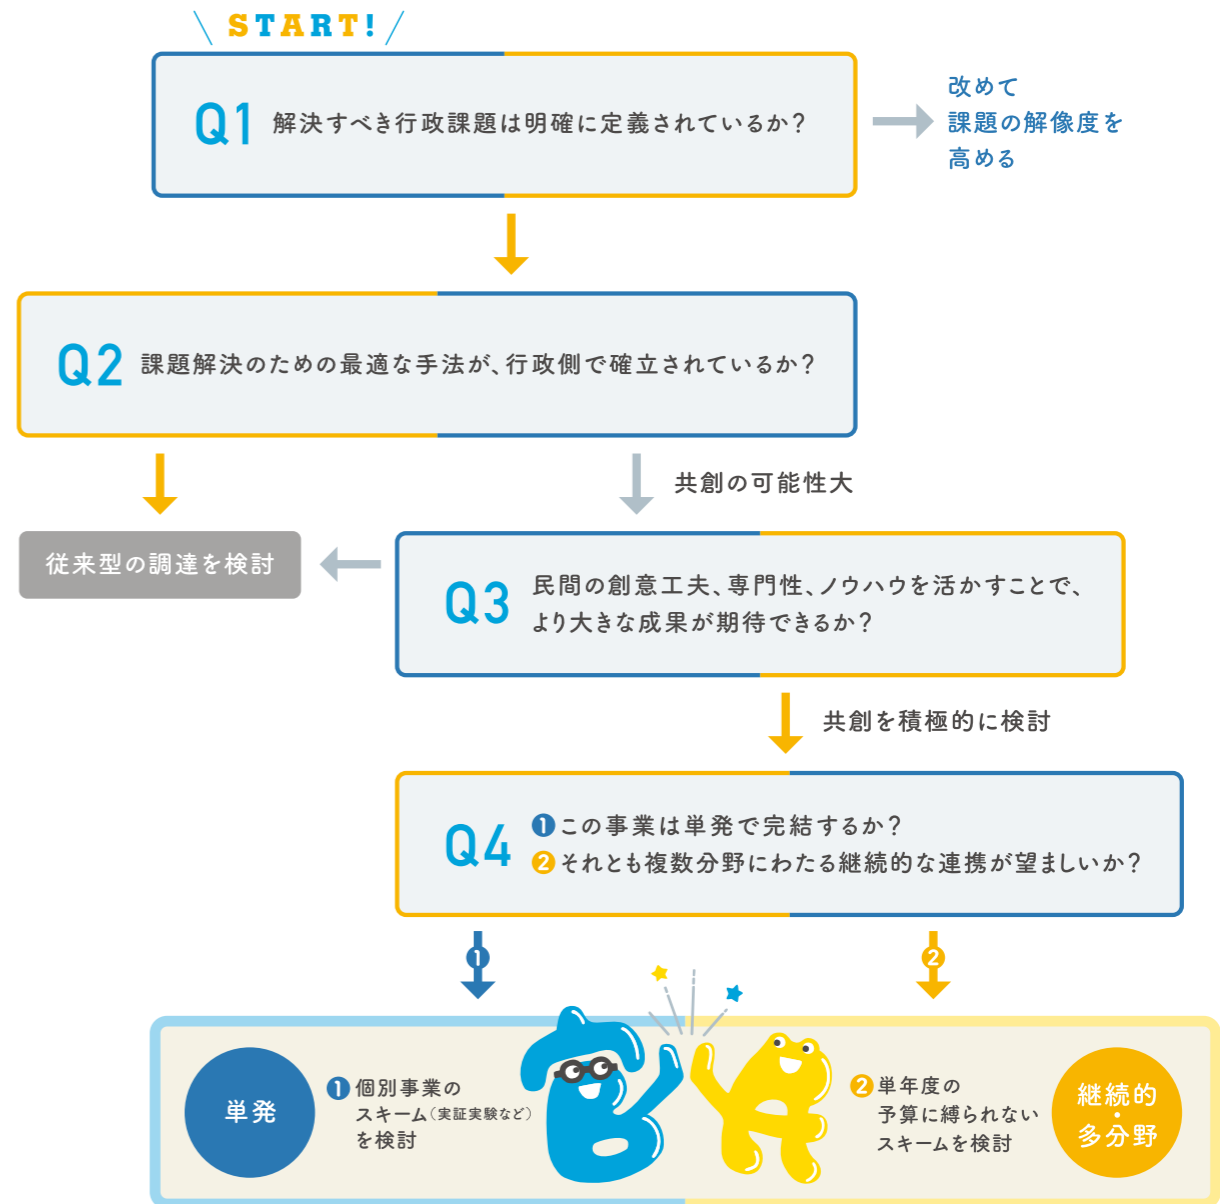 START!
Q1 解決すべき行政課題は明確に定義されているか？
改めて
課題の解像度を
高める
Q2 課題解決のための最適な手法が、行政側で確立されているか？
共創の可能性大
従来型の調達を検討
Q3 民間の創意工夫、専門性、ノウハウを活かすことで、
より大きな成果が期待できるか？
共創を積極的に検討
Q4 ❶この事業は単発で完結するか？
❷それとも複数分野にわたる継続的な連携が望ましいか？
❶
❷
単発
❶個別事業の
スキーム（実証実験など）
を検討
❷単年度の
予算に縛られない
スキームを検討
継続的
・
多分野